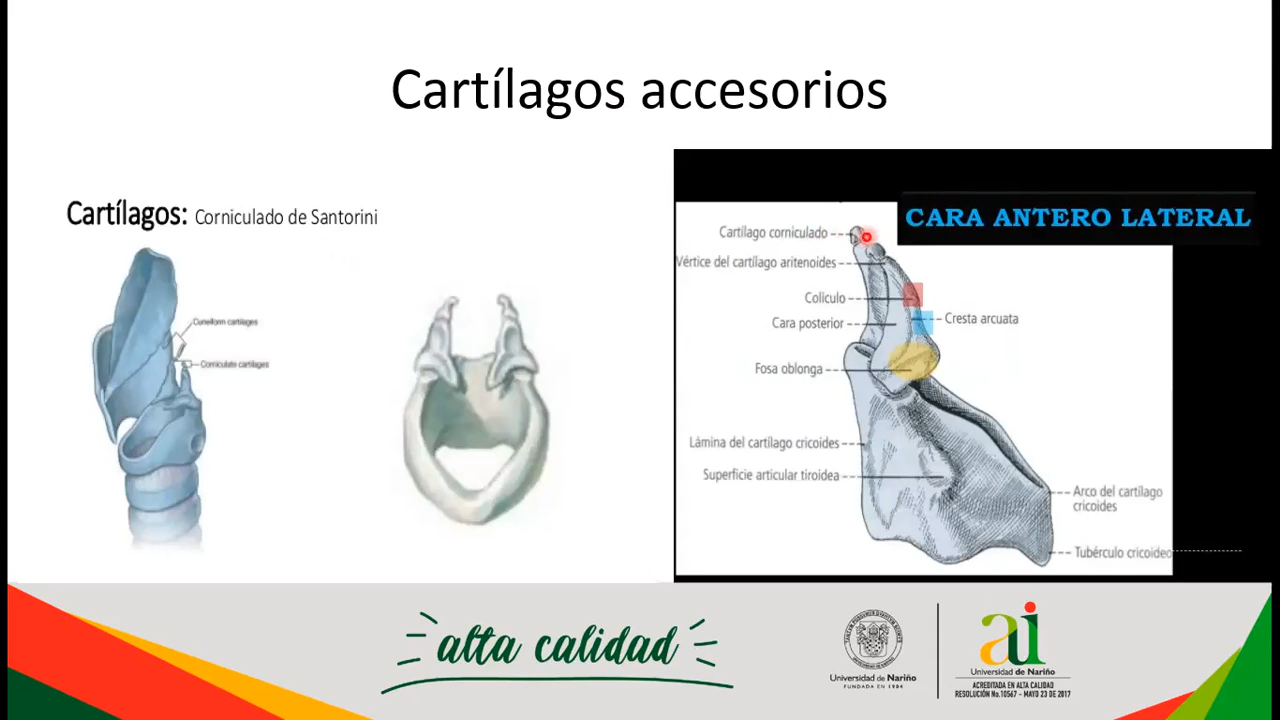 Cartílagos accesorios
Cartílagos: Corniculado de Santorini
Cuneiform cartilages
Corniculate cartilages
CARA ANTERO LATERAL
Cartílago corniculado
Vértice del cartílago aritenoides
Colículo
Cara posterior
Cresta arcuata
Fosa oblonga
Lámina del cartílago cricoides
Superficie articular tiroidea
Arco del cartílago
cricoides
Tubérculo cricoideo
alta calidad
Universidad de Nariño
FUNDADA EN 1904
ai
Universidad de Nariño
ACREDITADA EN ALTA CALIDAD
RESOLUCIÓN No.10567 - MAYO 23 DE 2017